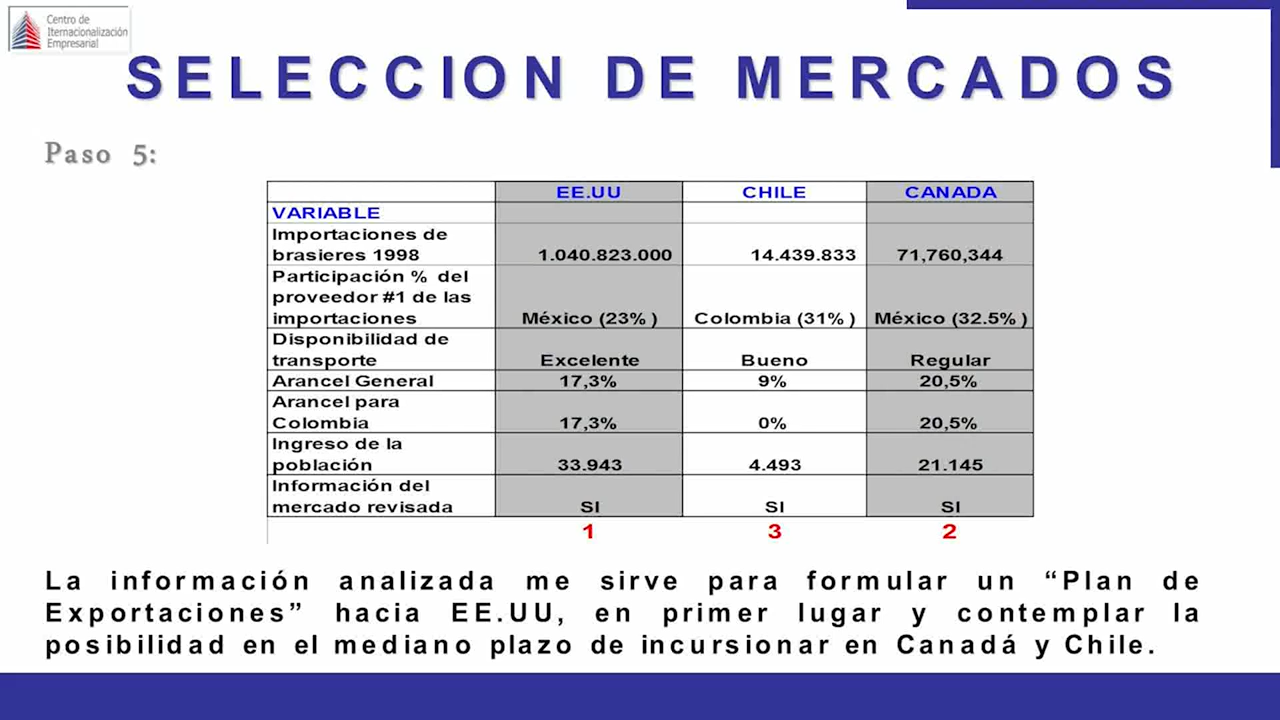 Centro de
Iternacionalización
Empresarial
SELECCION DE MERCADOS
Paso 5:
EE.UU CHILE CANADA
VARIABLE
Importaciones de
brasieres 1998 1.040.823.000 14.439.833 71,760,344
Participación % del
proveedor #1 de las
importaciones México (23% ) Colombia (31% ) México (32.5% )
Disponibilidad de
transporte Excelente Bueno Regular
Arancel General 17,3% 9% 20,5%
Arancel para
Colombia 17,3% 0% 20,5%
Ingreso de la
población 33.943 4.493 21.145
Información del
mercado revisada SI SI SI
1 3 2
La información analizada me sirve para formular un “Plan de
Exportaciones” hacia EE.UU, en primer lugar y contemplar la
posibilidad en el mediano plazo de incursionar en Canadá y Chile.